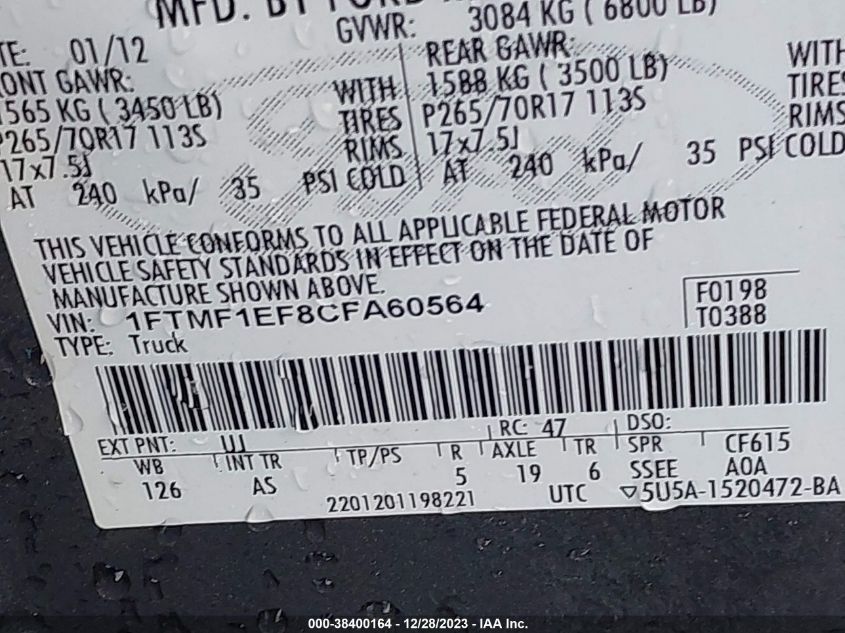 MFD. BY FORD
GVWR: 3084 KG ( 6800 LB)
01/12
GAWR: WITH REAR GAWR: WITH
1565 KG ( 3450 LB) TIRES 1588 KG ( 3500 LB) TIRES
P265/70R17 113S RIMS P265/70R17 113S RIMS
17x7.5J 17x7.5J
AT 240 kPa/ 35 PSI COLD AT 240 kPa/ 35 PSI COLD
THIS VEHICLE CONFORMS TO ALL APPLICABLE FEDERAL MOTOR
VEHICLE SAFETY STANDARDS IN EFFECT ON THE DATE OF
MANUFACTURE SHOWN ABOVE.
VIN: 1FTMF1EF8CFA60564 F0198
TYPE: Truck T0388
EXT PNT: UJ RC: 47 DSO:
WB INT TR TP/PS R AXLE TR SPR CF615
126 AS 5 19 6 SSEE A0A
2201201198221 UTC ▽5U5A-1520472-BA
000-38400164 - 12/28/2023 - IAA Inc.